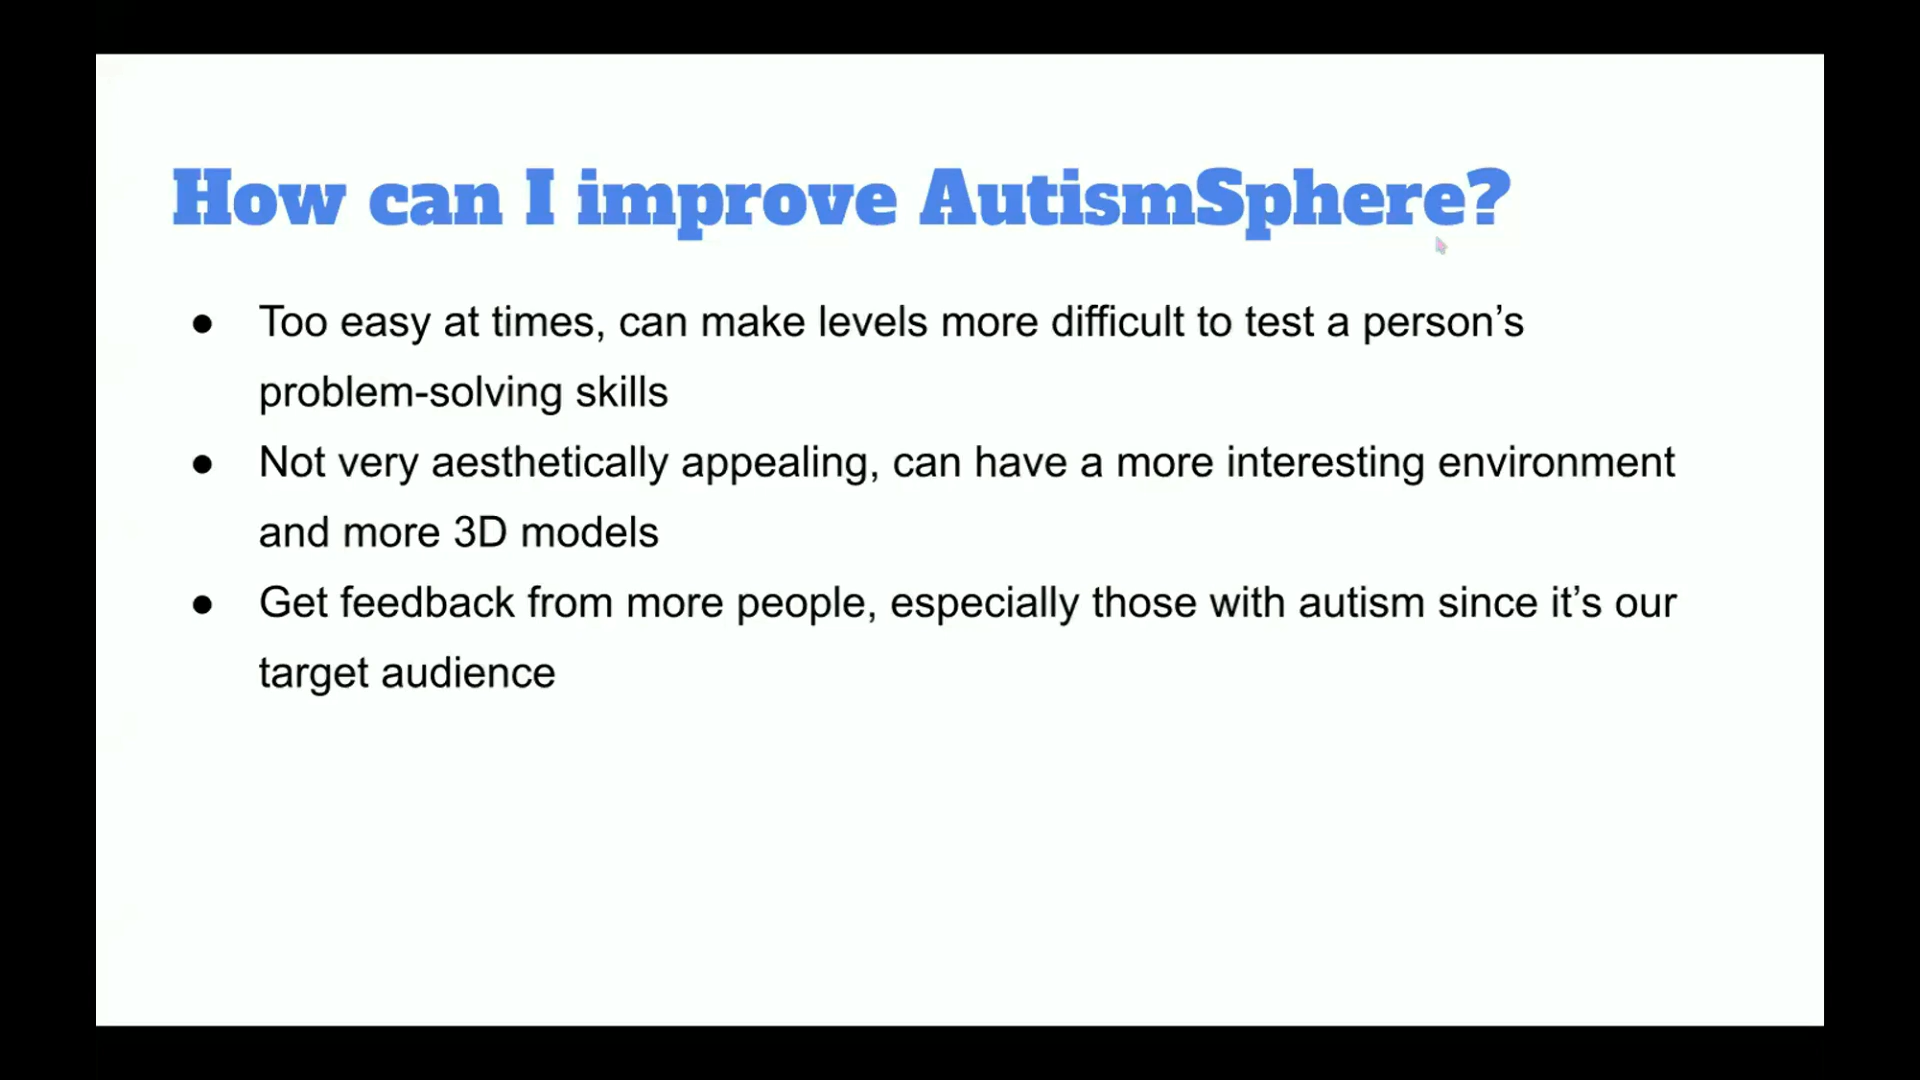 How can I improve AutismSphere?
● Too easy at times, can make levels more difficult to test a person’s
problem-solving skills
● Not very aesthetically appealing, can have a more interesting environment
and more 3D models
● Get feedback from more people, especially those with autism since it’s our
target audience